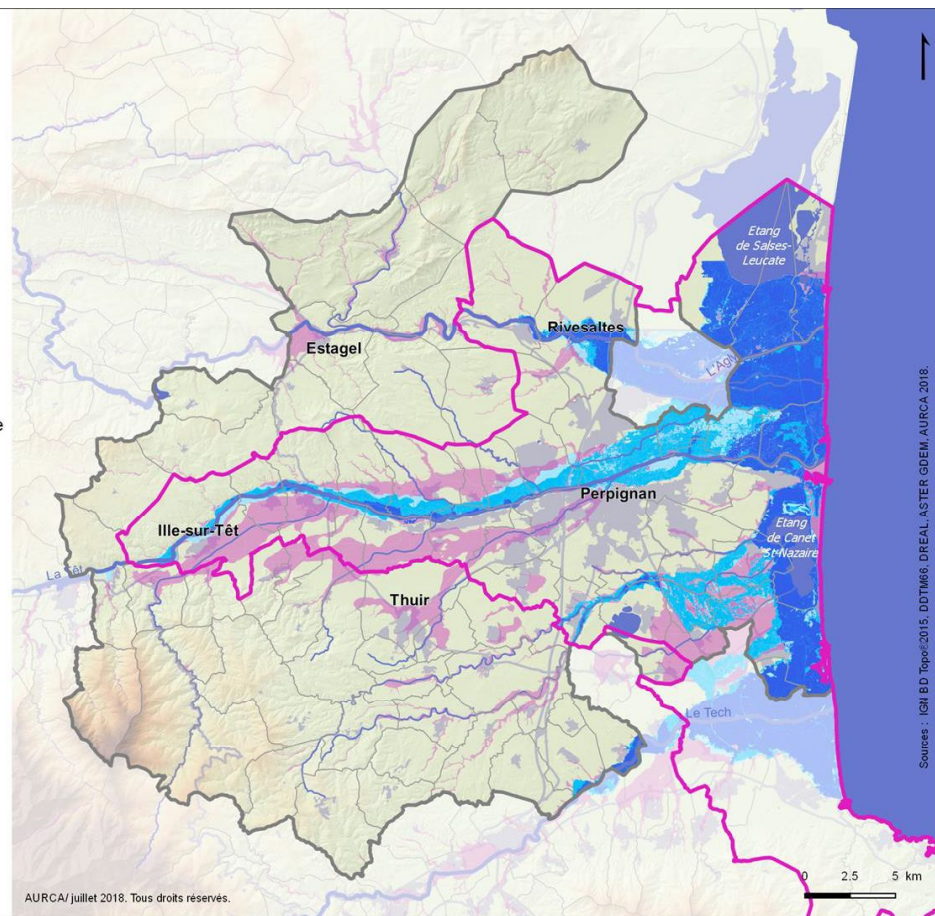 Etang
de Salses-
Leucate
Rivesaltes
L'Agly
Estagel
Perpignan
Ille-sur-Têt
Etang
de Canet
St-Nazaire
La Têt
Thuir
Le Tech
e
0 2.5 5 km
AURCA/ juillet 2018. Tous droits réservés.
Sources : IGN BD Topo®2015, DDTM66, DREAL, ASTER GDEM, AURCA 2018.